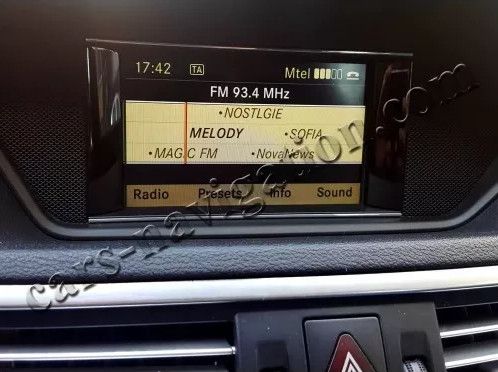 17:42 TA Mtel
FM 93.4 MHz
•NOSTLGIE
MELODY •SOFIA
•MAGIC FM •NovaNews
Radio Presets Info Sound
cars-navigation.com